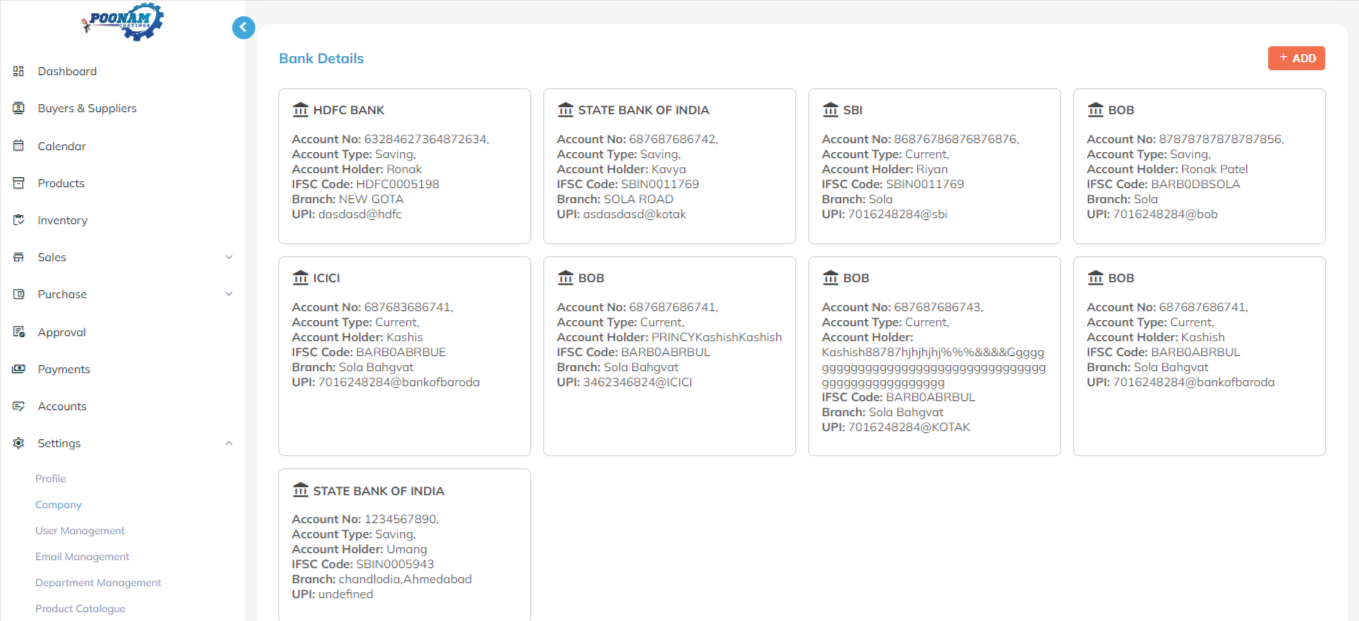 POONAM
COATINGS
Dashboard
Buyers & Suppliers
Calendar
Products
Inventory
Sales
Purchase
Approval
Payments
Accounts
Settings
Profile
Company
User Management
Email Management
Department Management
Product Catalogue
Bank Details
+ ADD
HDFC BANK
Account No: 63284627364872634,
Account Type: Saving,
Account Holder: Ronak
IFSC Code: HDFC0005198
Branch: NEW GOTA
UPI: dasdasd@hdfc
STATE BANK OF INDIA
Account No: 687687686742,
Account Type: Saving,
Account Holder: Kavya
IFSC Code: SBIN0011769
Branch: SOLA ROAD
UPI: asdasdasd@kotak
SBI
Account No: 86876786876876876,
Account Type: Current,
Account Holder: Riyan
IFSC Code: SBIN0011769
Branch: Sola
UPI: 7016248284@sbi
BOB
Account No: 87878787878787856,
Account Type: Saving,
Account Holder: Ronak Patel
IFSC Code: BARB0DBSOLA
Branch: Sola
UPI: 7016248284@bob
ICICI
Account No: 687683686741,
Account Type: Current,
Account Holder: Kashis
IFSC Code: BARB0ABRBUE
Branch: Sola Bahgvat
UPI: 7016248284@bankofbaroda
BOB
Account No: 687687686741,
Account Type: Current,
Account Holder: PRINCYKashishKashish
IFSC Code: BARB0ABRBUL
Branch: Sola Bahgvat
UPI: 3462346824@ICICI
BOB
Account No: 687687686743,
Account Type: Current,
Account Holder:
Kashish88787hjhjhjhj%%%&&&&Ggggg
ggggggggggggggggggggggggggggggg
ggggggggggggggggg
IFSC Code: BARB0ABRBUL
Branch: Sola Bahgvat
UPI: 7016248284@KOTAK
BOB
Account No: 687687686741,
Account Type: Current,
Account Holder: Kashish
IFSC Code: BARB0ABRBUL
Branch: Sola Bahgvat
UPI: 7016248284@bankofbaroda
STATE BANK OF INDIA
Account No: 1234567890,
Account Type: Saving,
Account Holder: Umang
IFSC Code: SBIN0005943
Branch: chandlodia,Ahmedabad
UPI: undefined